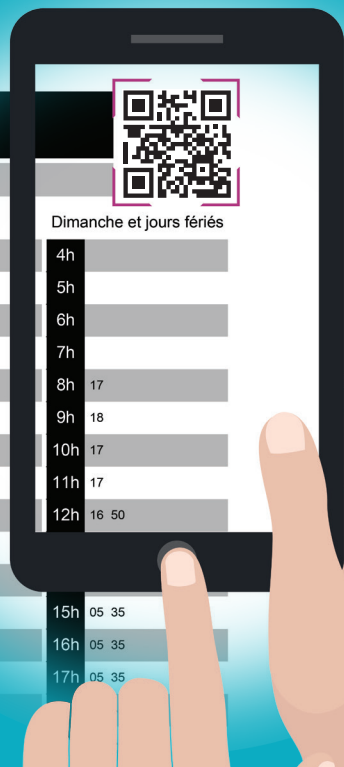 Dimanche et jours fériés
4h
5h
6h
7h
8h 17
9h 18
10h 17
11h 17
12h 16 50
15h 05 35
16h 05 35
17h 05 35